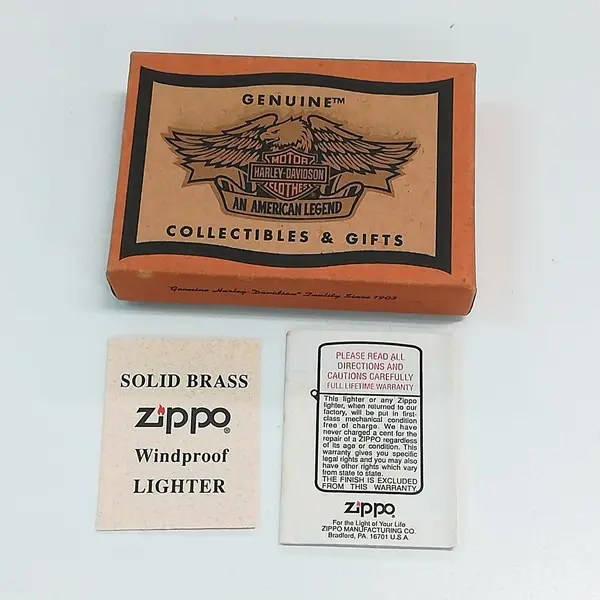 GENUINE™
MOTOR
HARLEY-DAVIDSON
CLOTHES
AN AMERICAN LEGEND
COLLECTIBLES & GIFTS
Genuine Harley-Davidson® Quality Since 1903
SOLID BRASS
Zippo®
Windproof
LIGHTER
PLEASE READ ALL
DIRECTIONS AND
CAUTIONS CAREFULLY
FULL LIFETIME WARRANTY
This lighter or any Zippo
lighter, when returned to our
factory, will be put in first-
class mechanical condition
free of charge. We have
never charged a cent for the
repair of a ZIPPO regardless
of its age or condition. This
warranty gives you specific
legal rights and you may also
have other rights which vary
from state to state.
THE FINISH IS EXCLUDED
FROM THIS WARRANTY.
Zippo®
For the Light of Your Life
ZIPPO MANUFACTURING CO.
Bradford, PA. 16701 U.S.A.